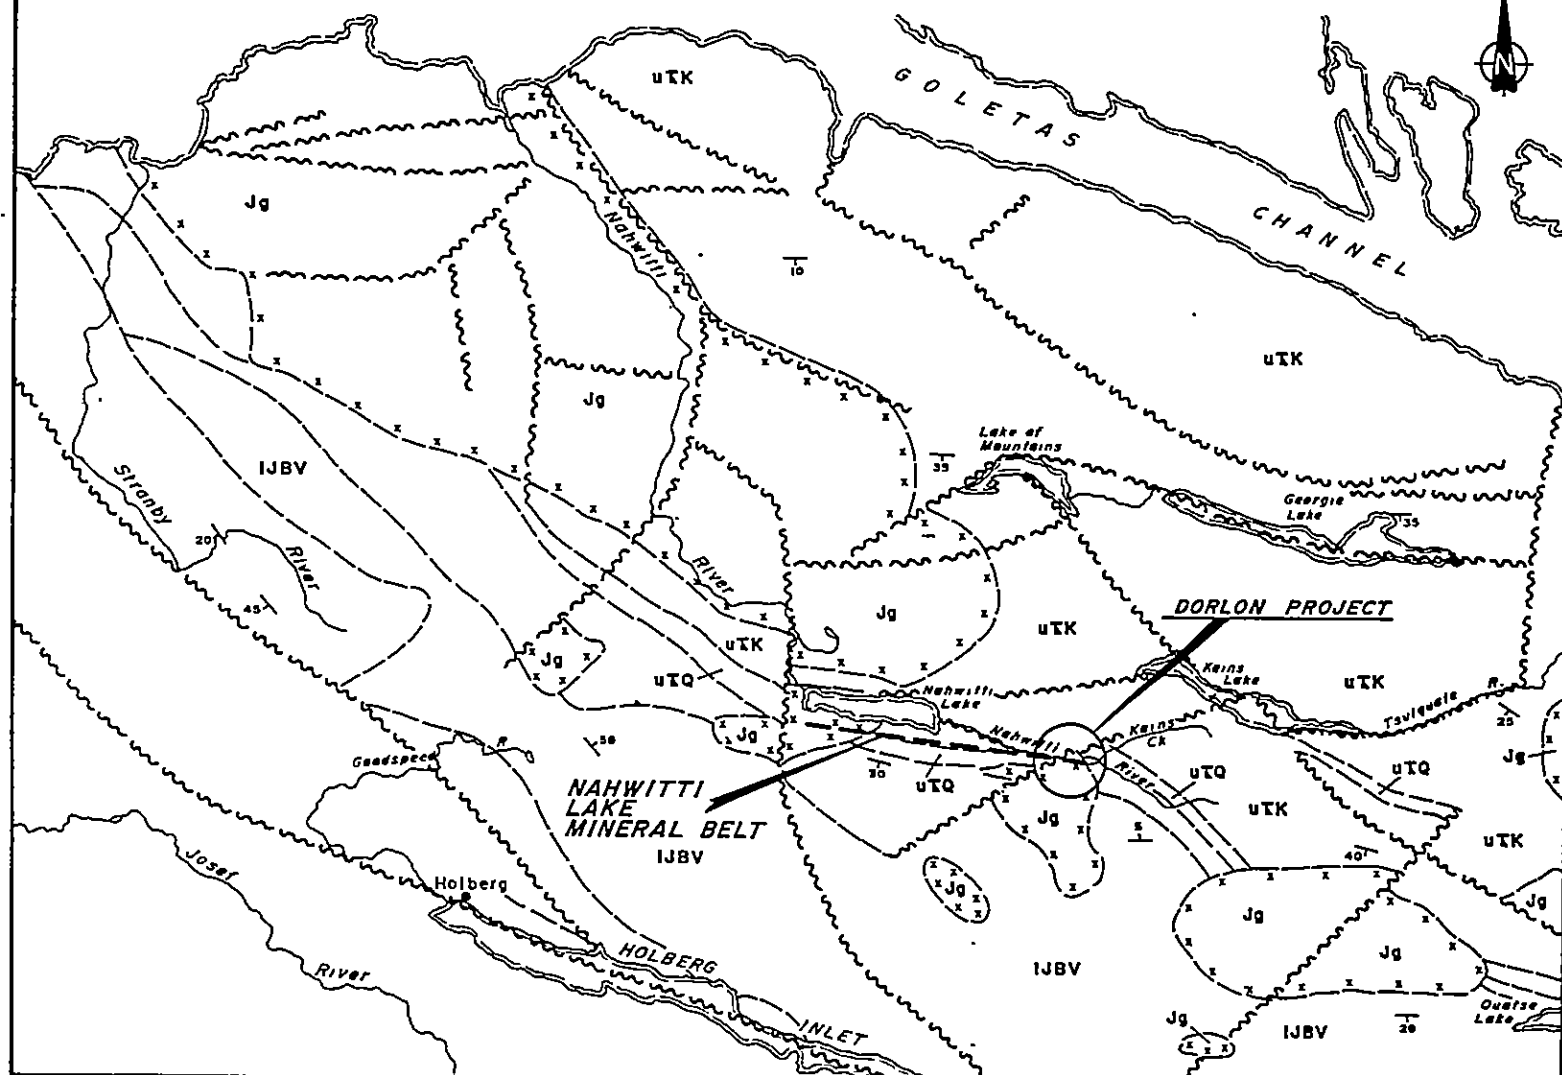 N
uTK
GOLETAS
CHANNEL
Jg
Nahwitti
10
uTK
Jg
Lake of
Mountains
35
Georgie
Lake
35
IJBV
Stranby
20
River
45
River
Jg
DORLON PROJECT
uTK
uTK
Jg
uTQ
Kains
Lake
uTK
Nahwitti
Lake
Tsulquate R.
25
Jg
Nahwitti
Kains
Ck
Jg
50
R
Goodspeed
30
uTQ
River
uTQ
uTQ
NAHWITTI
LAKE
MINERAL BELT
IJBV
Jg
5
uTK
uTK
40
Josef
Holberg
Jg
Jg
Jg
Jg
River
HOLBERG
IJBV
INLET
Jg
IJBV
20
Quatse
Lake